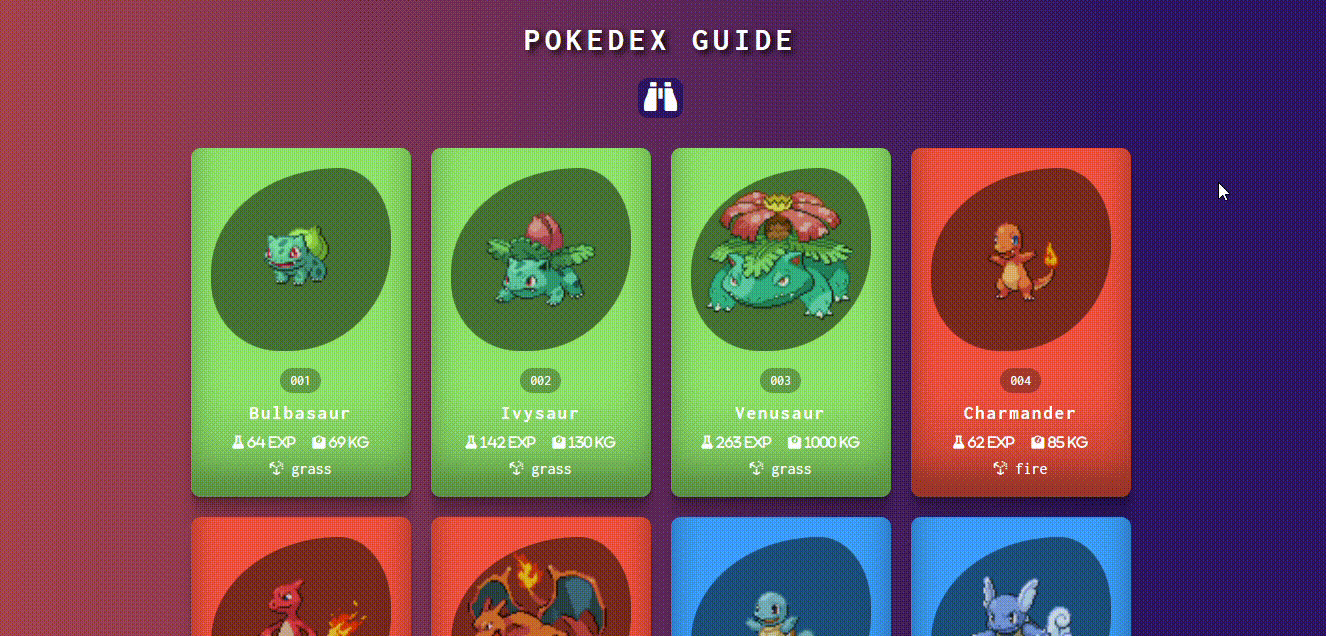 POKEDEX GUIDE
001
Bulbasaur
64 EXP 69 KG
grass
002
Ivysaur
142 EXP 130 KG
grass
003
Venusaur
263 EXP 1000 KG
grass
004
Charmander
62 EXP 85 KG
fire